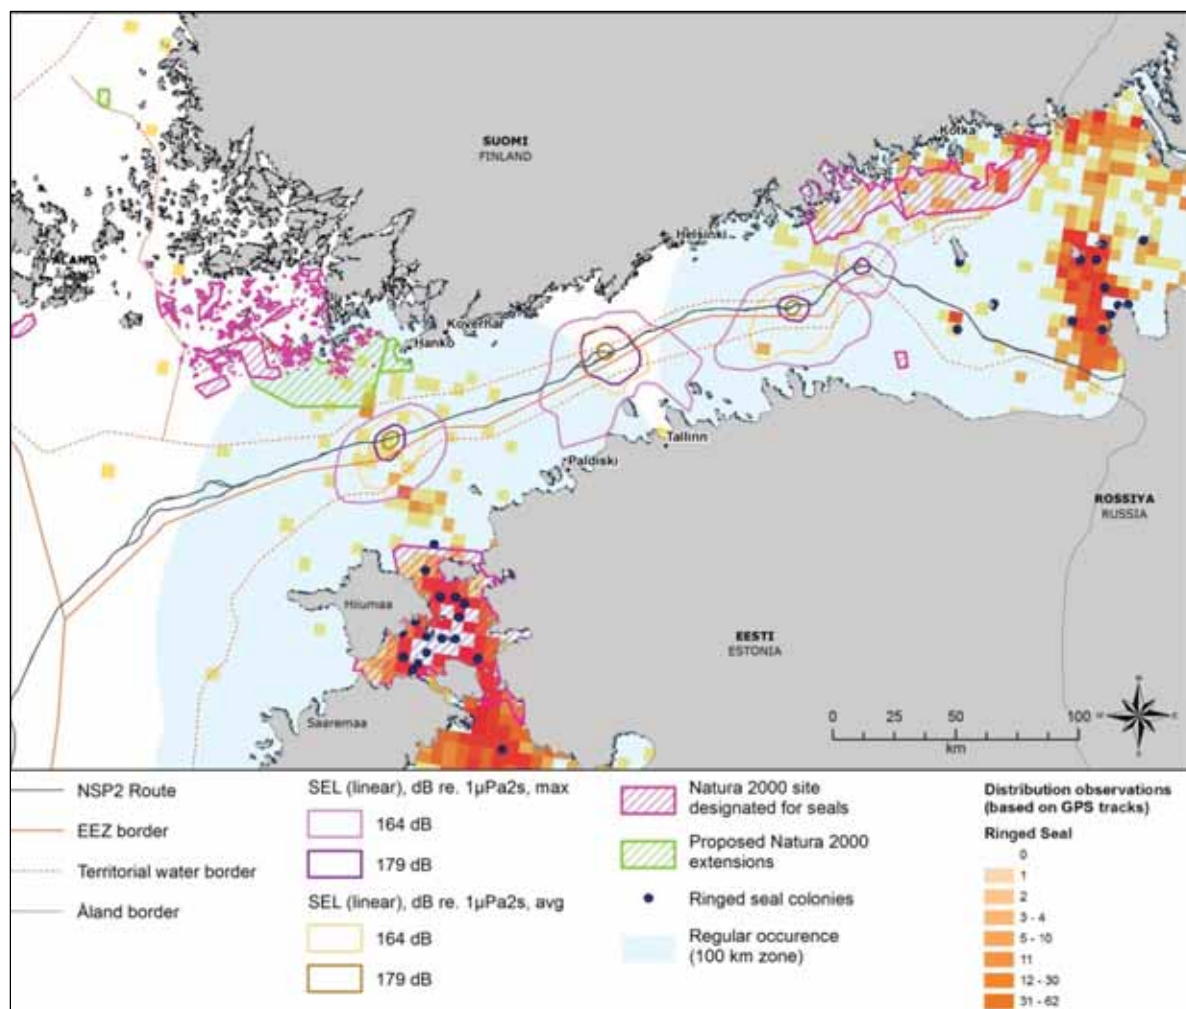 SUOMI
FINLAND
Kotka
Helsinki
ÅLAND
Koverhar
Hanko
Tallinn
Paldiski
ROSSIYA
RUSSIA
Hiiumaa
EESTI
ESTONIA
Saaremaa
0 25 50 100
km
NSP2 Route
EEZ border
Territorial water border
Åland border
SEL (linear), dB re. 1µPa2s, max
164 dB
179 dB
SEL (linear), dB re. 1µPa2s, avg
164 dB
179 dB
Natura 2000 site
designated for seals
Proposed Natura 2000
extensions
Ringed seal colonies
Regular occurence
(100 km zone)
Distribution observations
(based on GPS tracks)
Ringed Seal
0
1
2
3 - 4
5 - 10
11
12 - 30
31 - 62